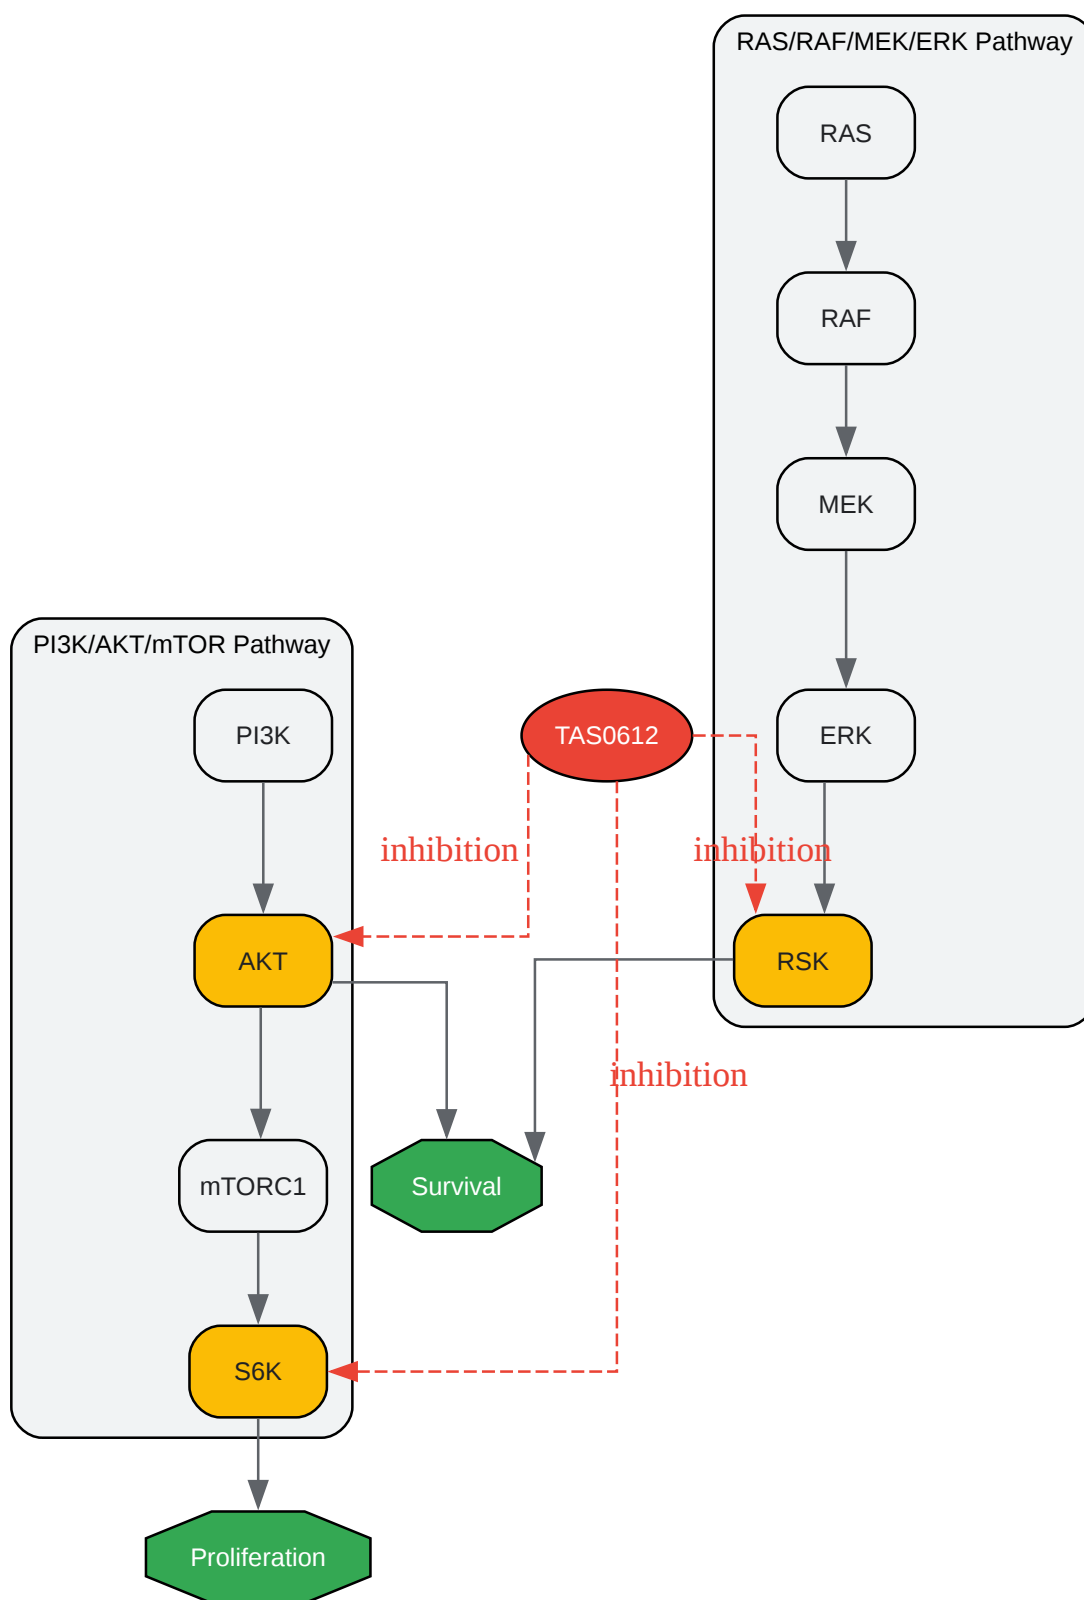 RAS/RAF/MEK/ERK Pathway
RAS
RAF
MEK
PI3K/AKT/mTOR Pathway
PI3K
TAS0612
ERK
inhibition
inhibition
AKT
RSK
inhibition
mTORC1
Survival
S6K
Proliferation